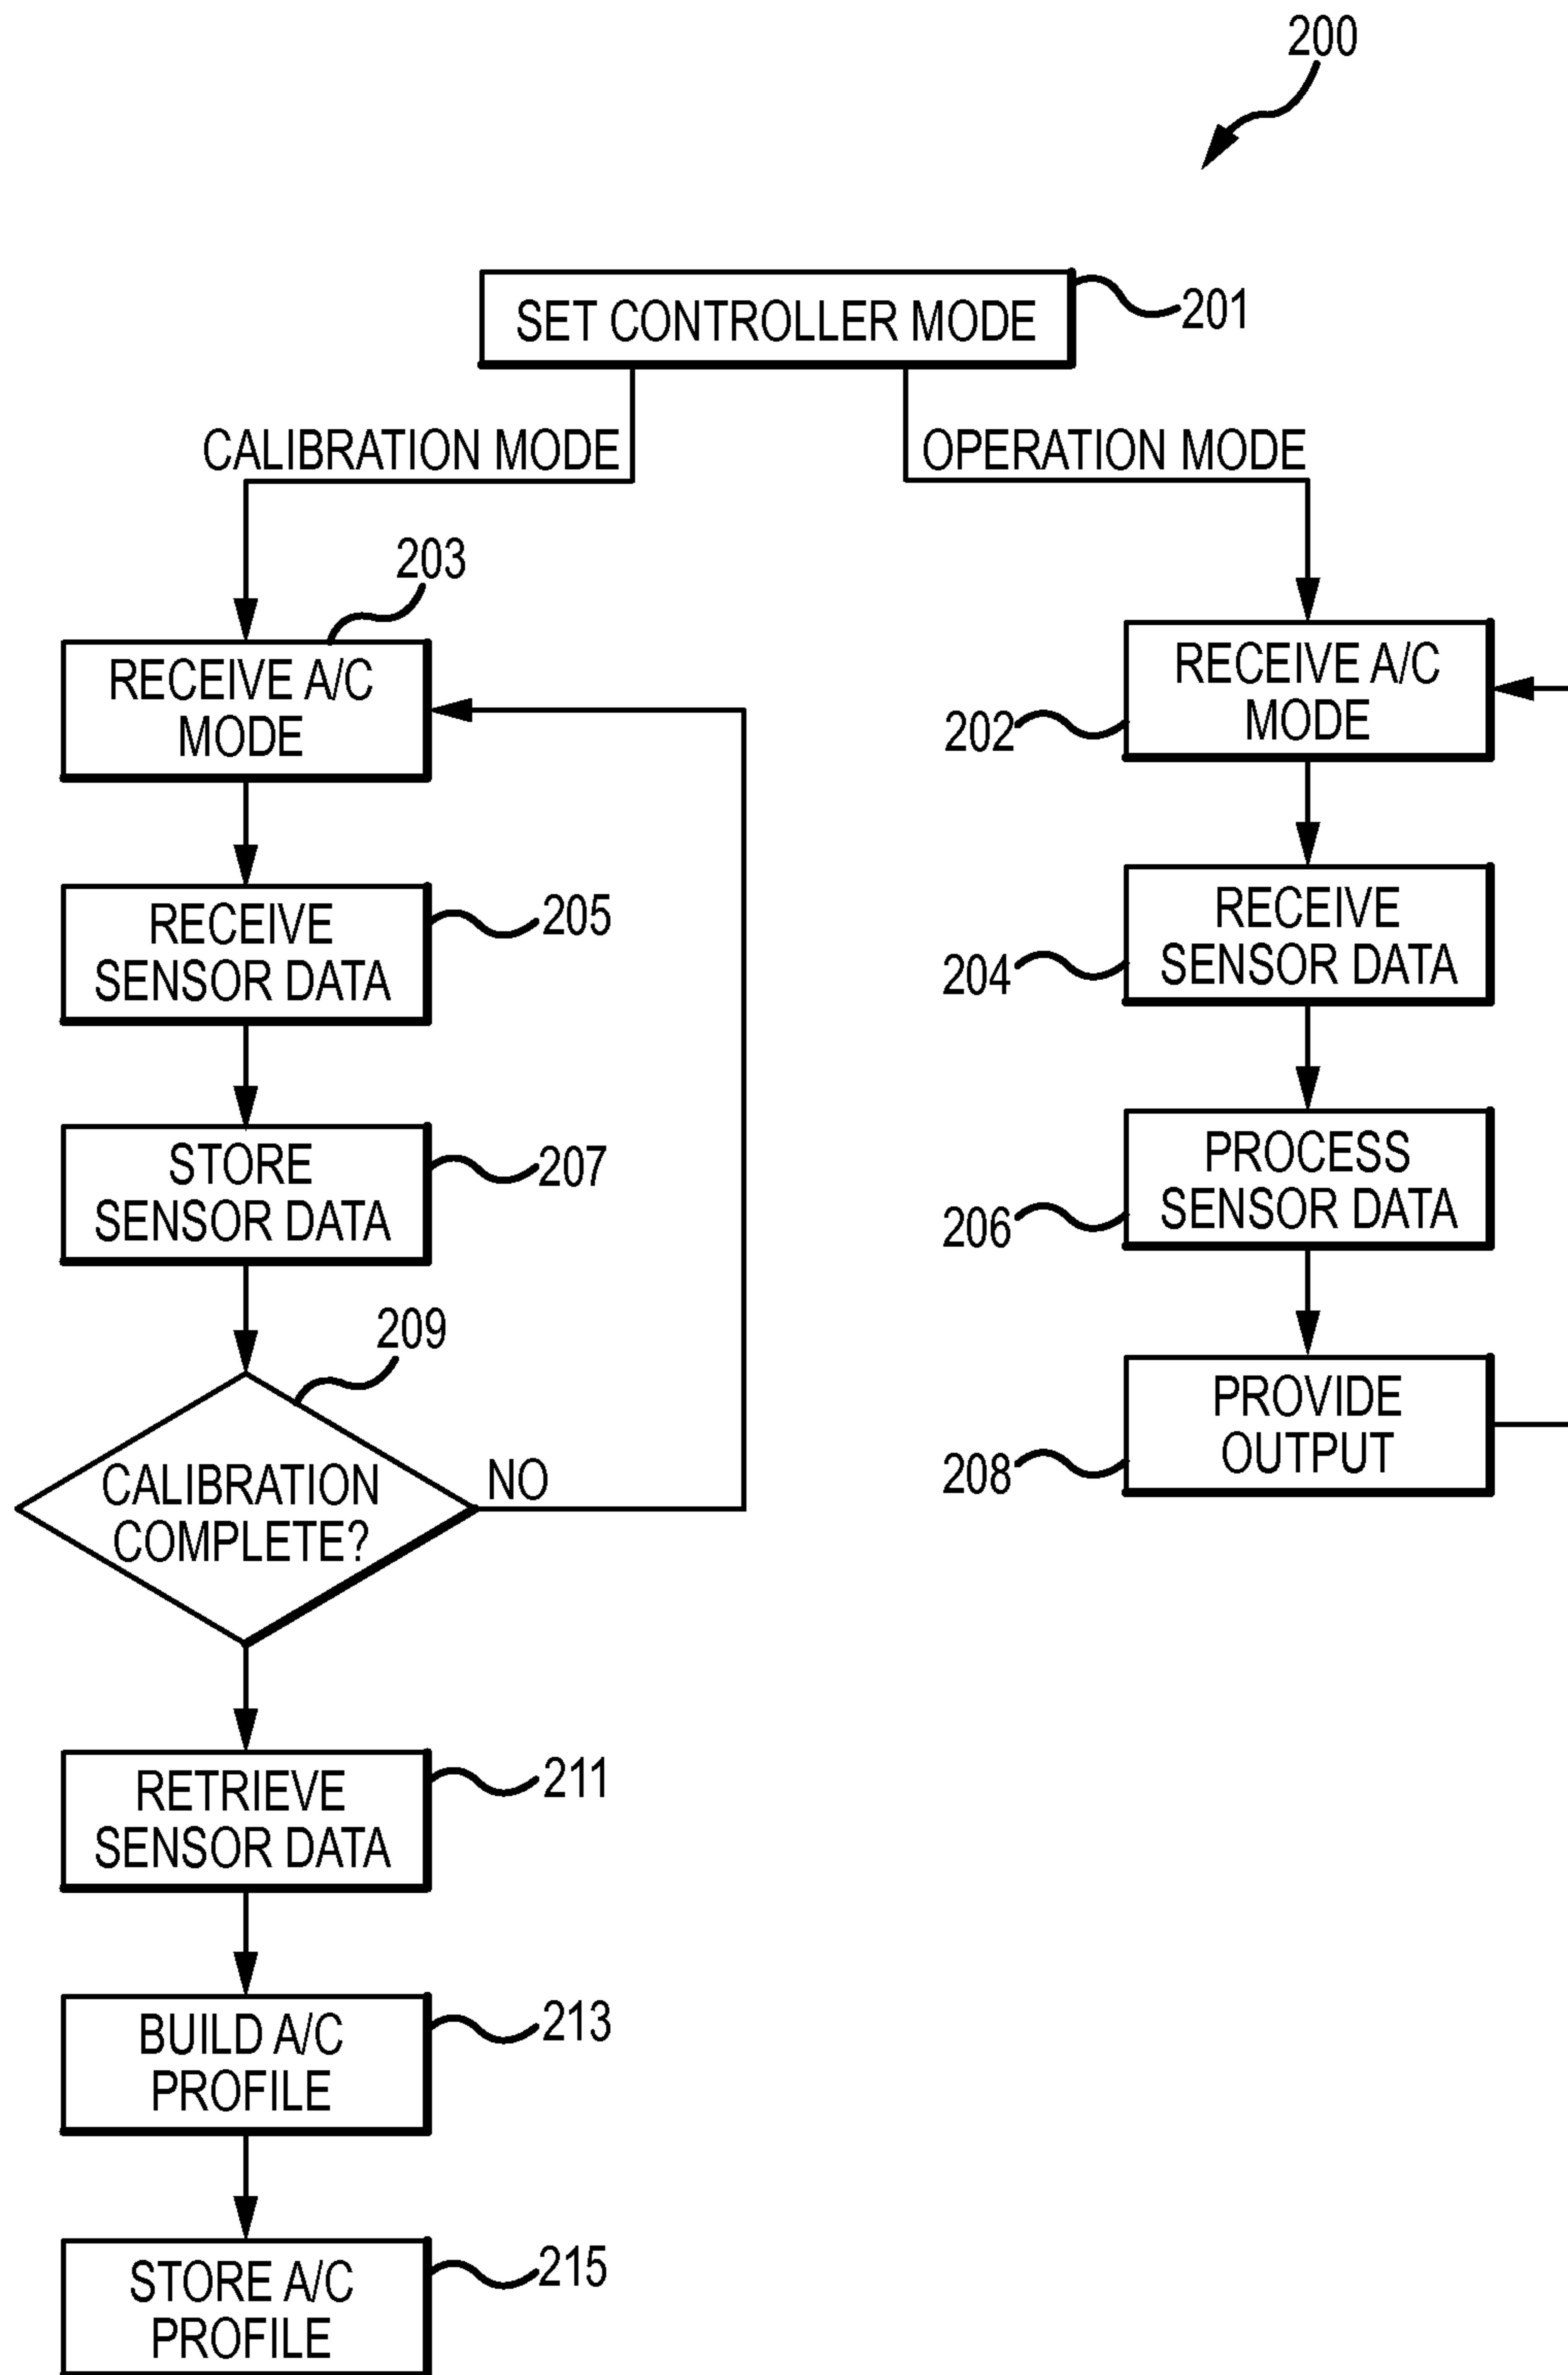 200
SET CONTROLLER MODE
201
CALIBRATION MODE
OPERATION MODE
203
RECEIVE A/C
MODE
205
RECEIVE
SENSOR DATA
207
STORE
SENSOR DATA
209
CALIBRATION
COMPLETE?
NO
211
RETRIEVE
SENSOR DATA
213
BUILD A/C
PROFILE
215
STORE A/C
PROFILE
202
RECEIVE A/C
MODE
204
RECEIVE
SENSOR DATA
206
PROCESS
SENSOR DATA
208
PROVIDE
OUTPUT